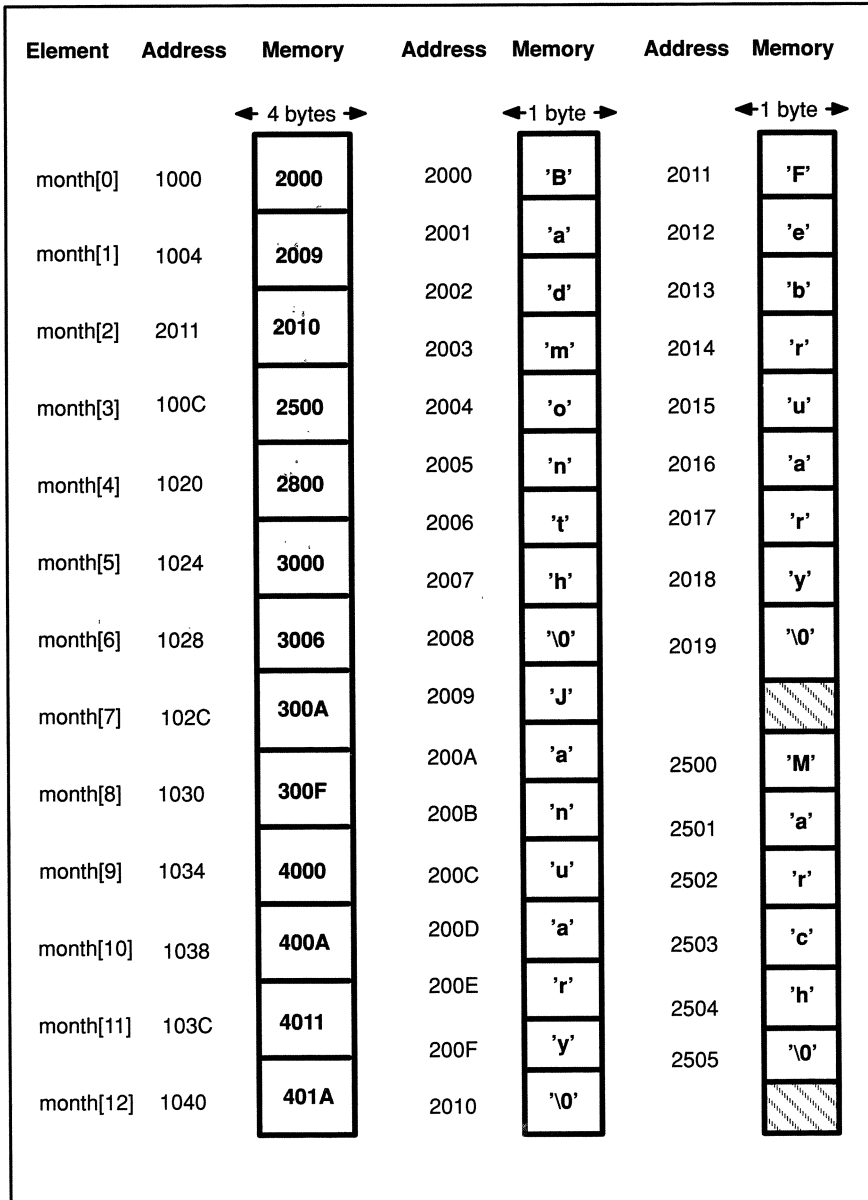 Element Address Memory Address Memory Address Memory
4 bytes 1 byte 1 byte
month[0] 1000 2000 2000 'B' 2011 'F'
month[1] 1004 2009 2001 'a' 2012 'e'
2002 'd' 2013 'b'
month[2] 2011 2010 2003 'm' 2014 'r'
month[3] 100C 2500 2004 'o' 2015 'u'
month[4] 1020 2800 2005 'n' 2016 'a'
2006 't' 2017 'r'
month[5] 1024 3000 2007 'h' 2018 'y'
month[6] 1028 3006 2008 '\0' 2019 '\0'
month[7] 102C 300A 2009 'J'
200A 'a' 2500 'M'
month[8] 1030 300F 200B 'n' 2501 'a'
month[9] 1034 4000 200C 'u' 2502 'r'
month[10] 1038 400A 200D 'a' 2503 'c'
200E 'r' 2504 'h'
month[11] 103C 4011 200F 'y' 2505 '\0'
month[12] 1040 401A 2010 '\0'